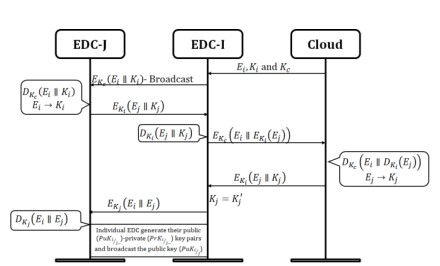 EDC-J EDC-I Cloud
E_i, K_i and K_c
E_{K_c}(E_i ∥ K_i)- Broadcast
D_{K_c}(E_i ∥ K_i)
E_i → K_i
E_{K_i}(E_j ∥ K_j)
D_{K_i}(E_j ∥ K_j)
E_{K_c}(E_i ∥ E_{K_i}(E_j))
D_{K_c}(E_i ∥ D_{K_i}(E_j))
E_j → K_j
E_{K_i}(E_j ∥ K_j)
K_j = K_j′
E_{K_j}(E_i ∥ E_j)
D_{K_j}(E_i ∥ E_j)
Individual EDC generate their public
(PuK_{i/j})-private (PrK_{i/j}) key pairs
and broadcast the public key (PuK_{i/j})